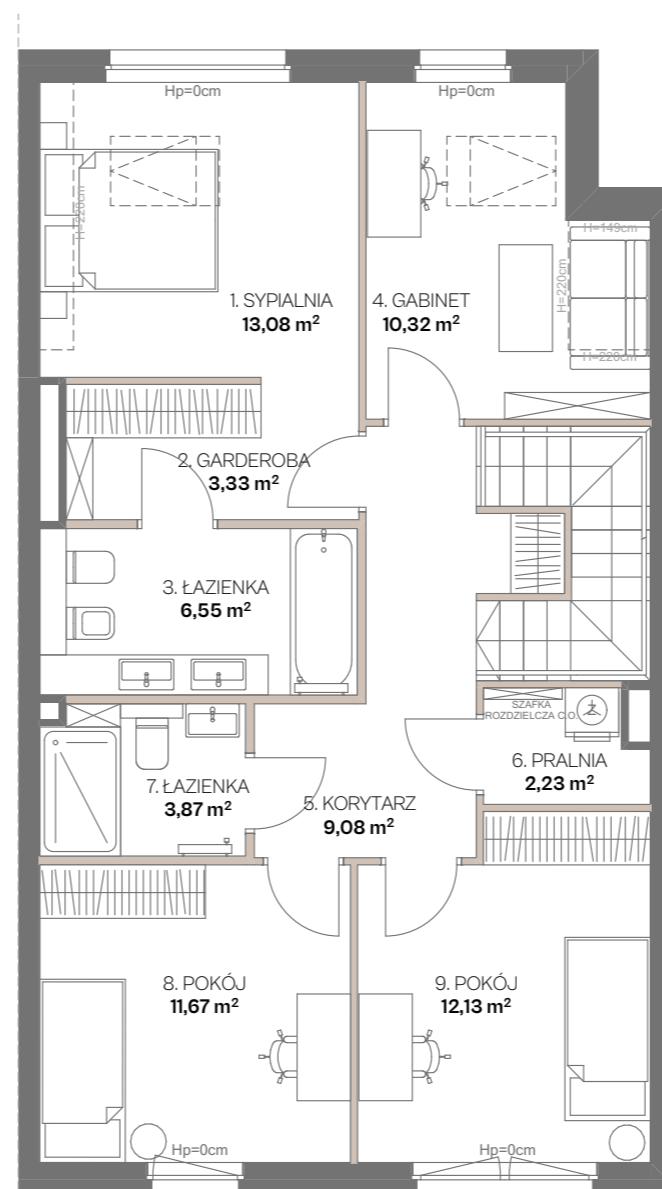 Hp=0cm
Hp=0cm
H=220cm
H=149cm
H=220cm
H=220cm
1. SYPIALNIA
13,08 m²
4. GABINET
10,32 m²
2. GARDEROBA
3,33 m²
3. ŁAZIENKA
6,55 m²
SZAFKA
ROZDZIELCZA C.O.
6. PRALNIA
2,23 m²
7. ŁAZIENKA
3,87 m²
5. KORYTARZ
9,08 m²
8. POKÓJ
11,67 m²
9. POKÓJ
12,13 m²
Hp=0cm
Hp=0cm